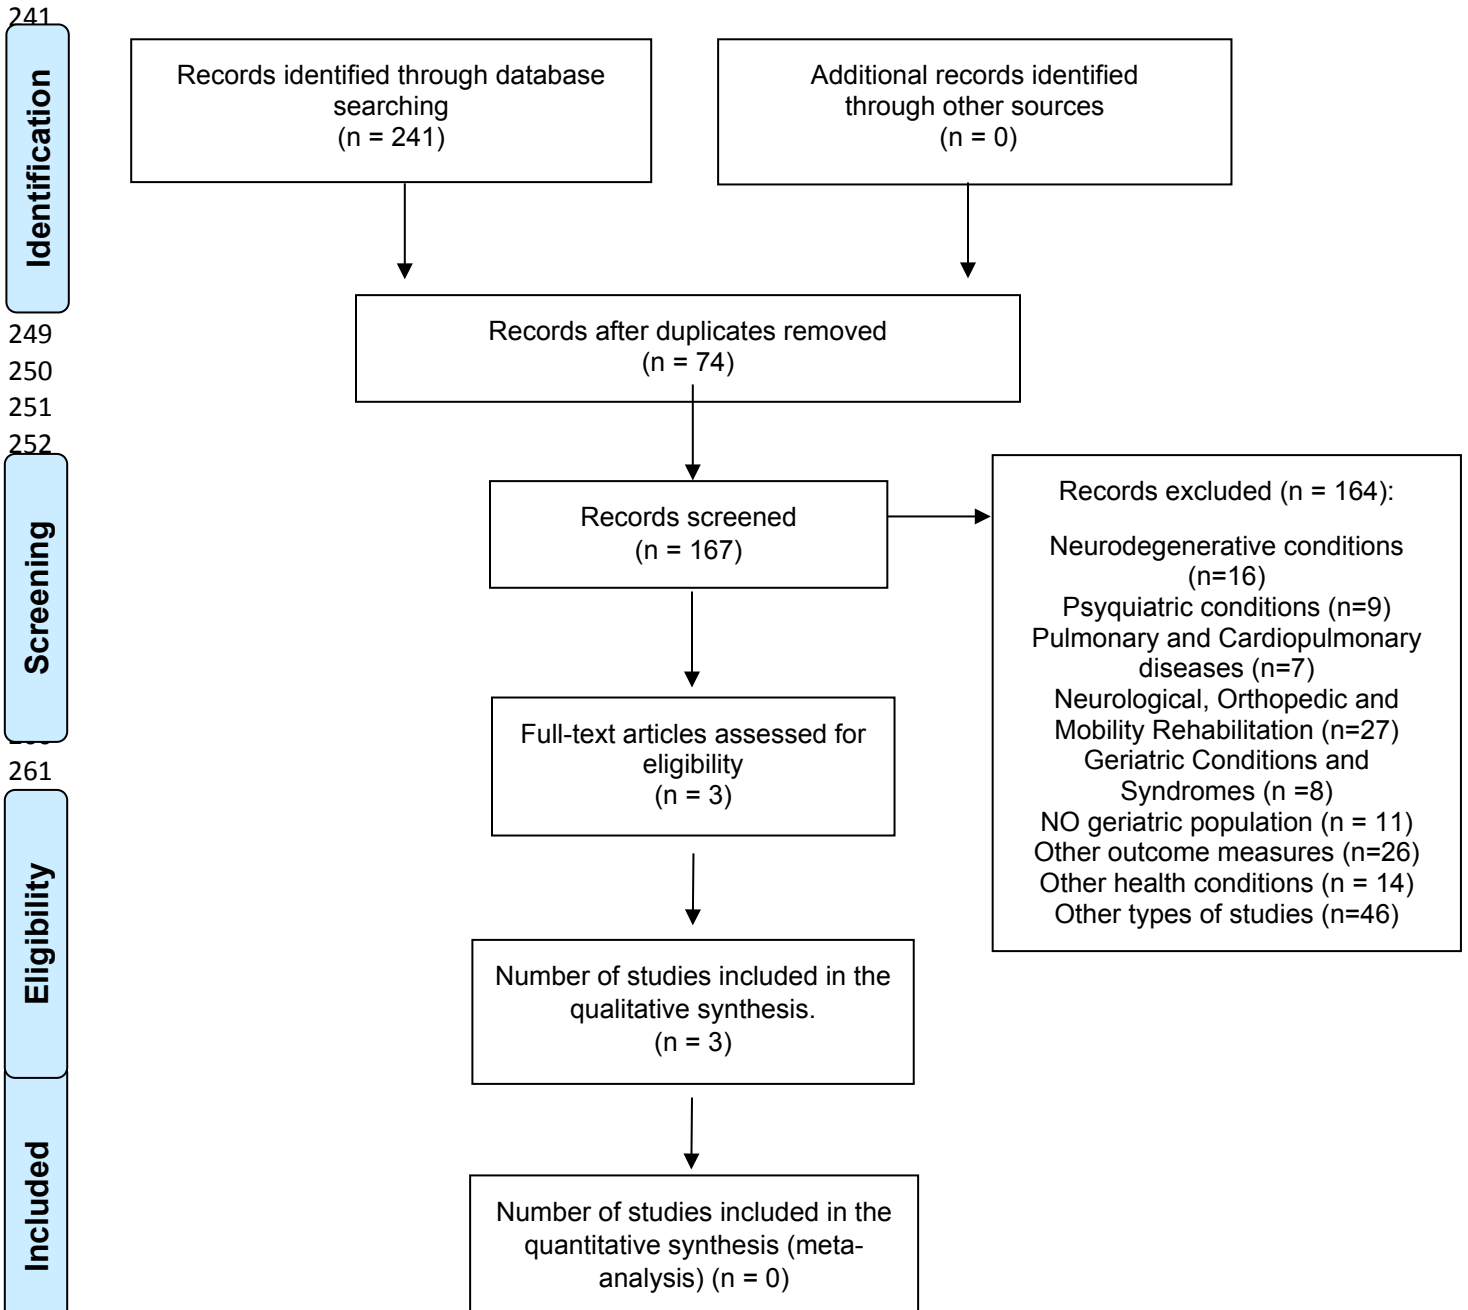 241
Identification
Records identified through database
searching
(n = 241)
Additional records identified
through other sources
(n = 0)
249
250
251
252
Records after duplicates removed
(n = 74)
Screening
Records screened
(n = 167)
Records excluded (n = 164):
Neurodegenerative conditions
(n=16)
Psyquiatric conditions (n=9)
Pulmonary and Cardiopulmonary
diseases (n=7)
Neurological, Orthopedic and
Mobility Rehabilitation (n=27)
Geriatric Conditions and
Syndromes (n =8)
NO geriatric population (n = 11)
Other outcome measures (n=26)
Other health conditions (n = 14)
Other types of studies (n=46)
Full-text articles assessed for
eligibility
(n = 3)
261
Eligibility
Number of studies included in the
qualitative synthesis.
(n = 3)
Included
Number of studies included in the
quantitative synthesis (meta-
analysis) (n = 0)